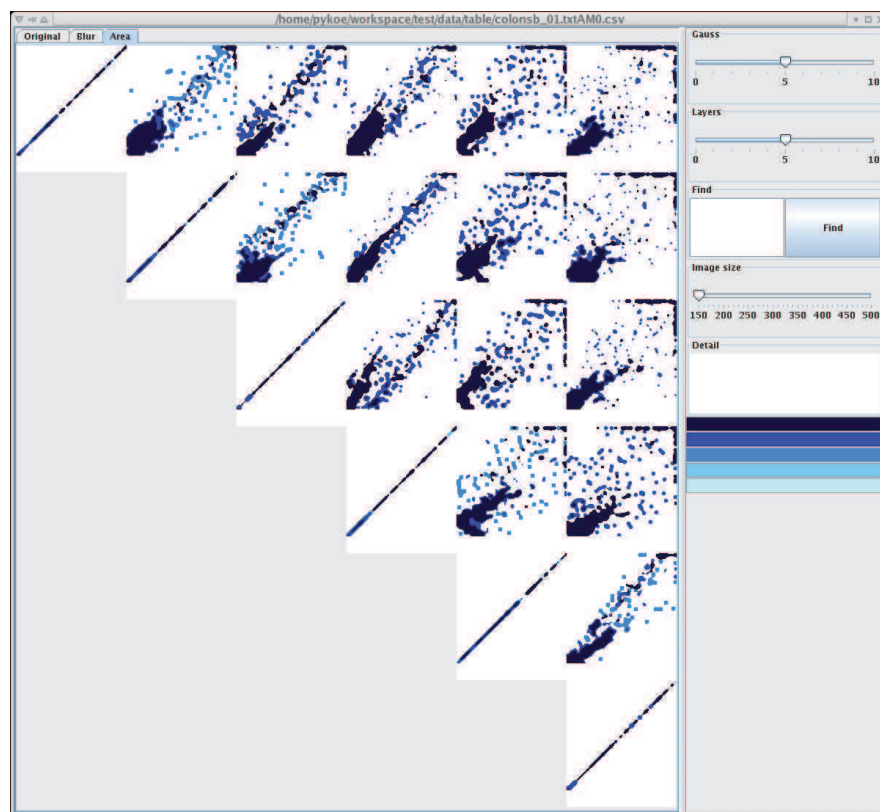 /home/pykoe/workspace/test/data/table/colonsb_01.txtAM0.csv
Original Blur Area
Gauss
0 5 10
Layers
0 5 10
Find
Find
Image size
150 200 250 300 350 400 450 500
Detail